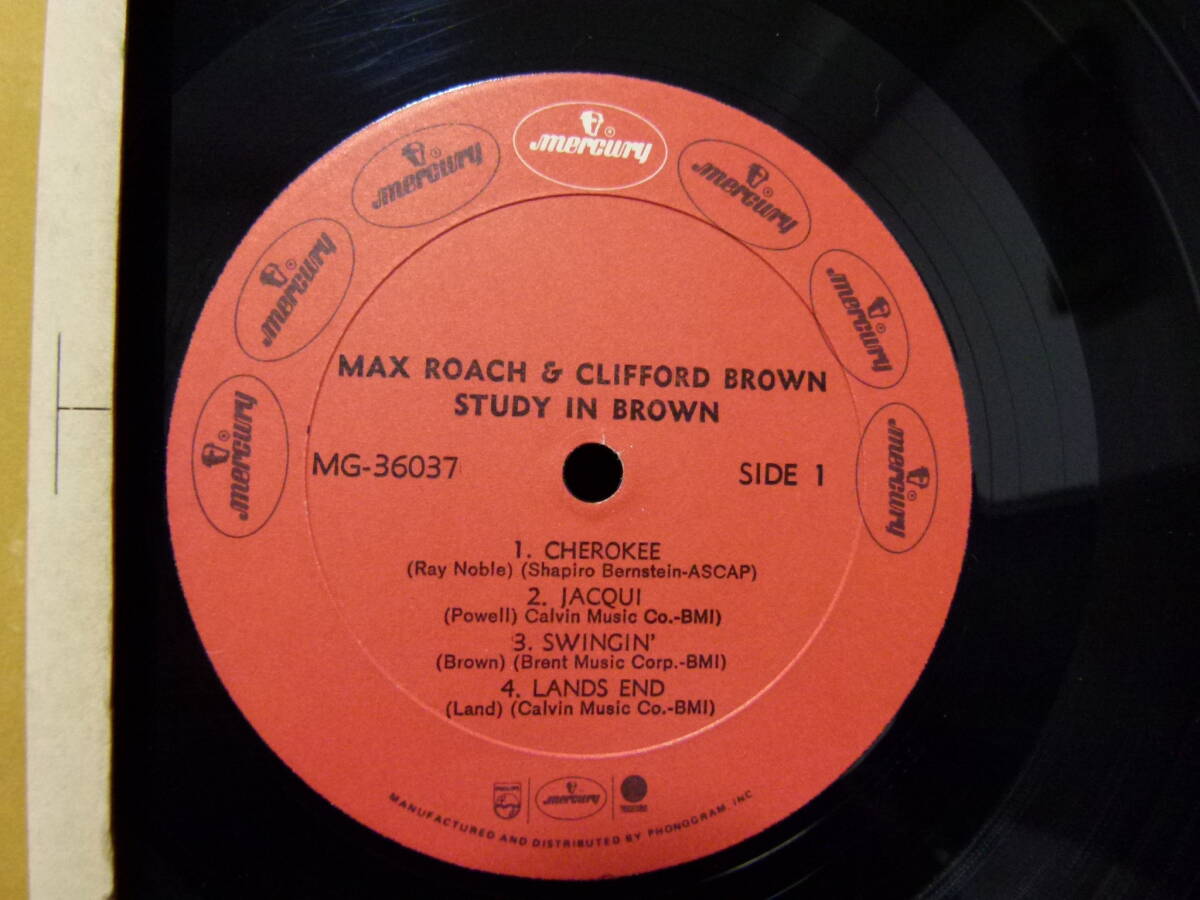 mercury
mercury
mercury
mercury
mercury
mercury
mercury
MAX ROACH & CLIFFORD BROWN
STUDY IN BROWN
MG-36037
SIDE 1
1. CHEROKEE
(Ray Noble) (Shapiro Bernstein-ASCAP)
2. JACQUI
(Powell) Calvin Music Co.-BMI)
3. SWINGIN'
(Brown) (Brent Music Corp.-BMI)
4. LANDS END
(Land) (Calvin Music Co.-BMI)
mercury
MANUFACTURED AND DISTRIBUTED BY PHONOGRAM, INC